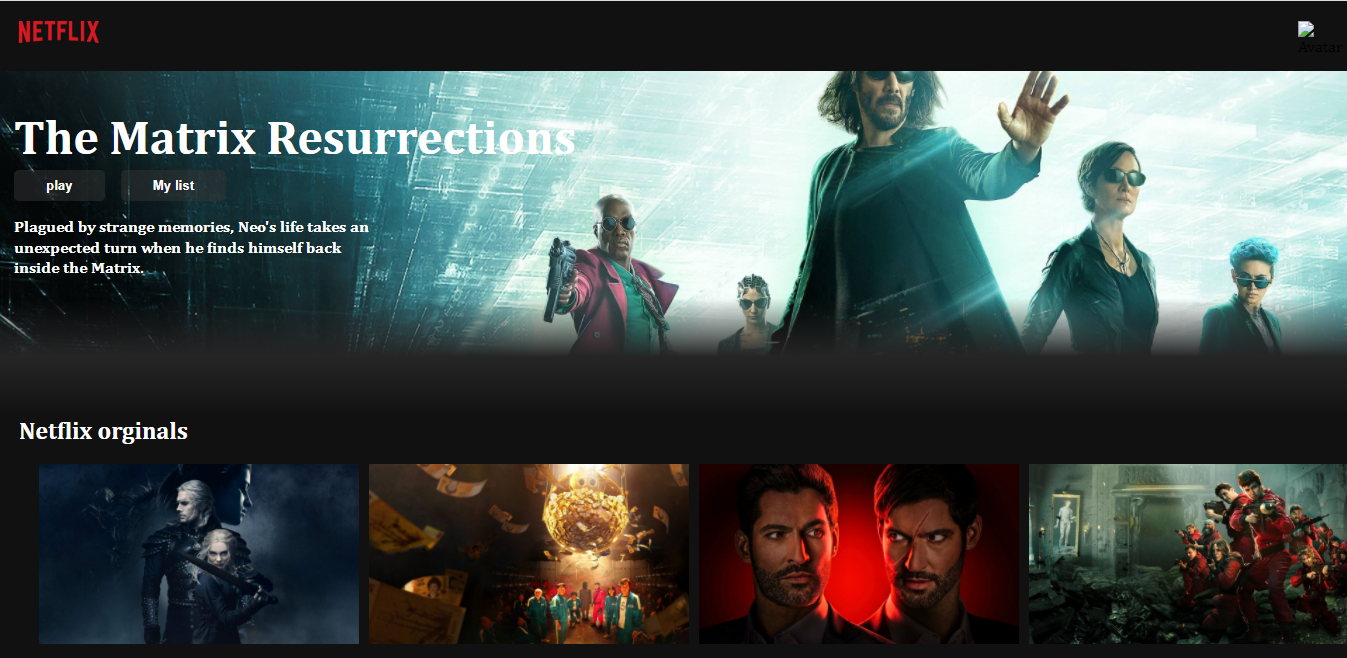 NETFLIX
Avatar
The Matrix Resurrections
play
My list
Plagued by strange memories, Neo's life takes an
unexpected turn when he finds himself back
inside the Matrix.
Netflix orginals